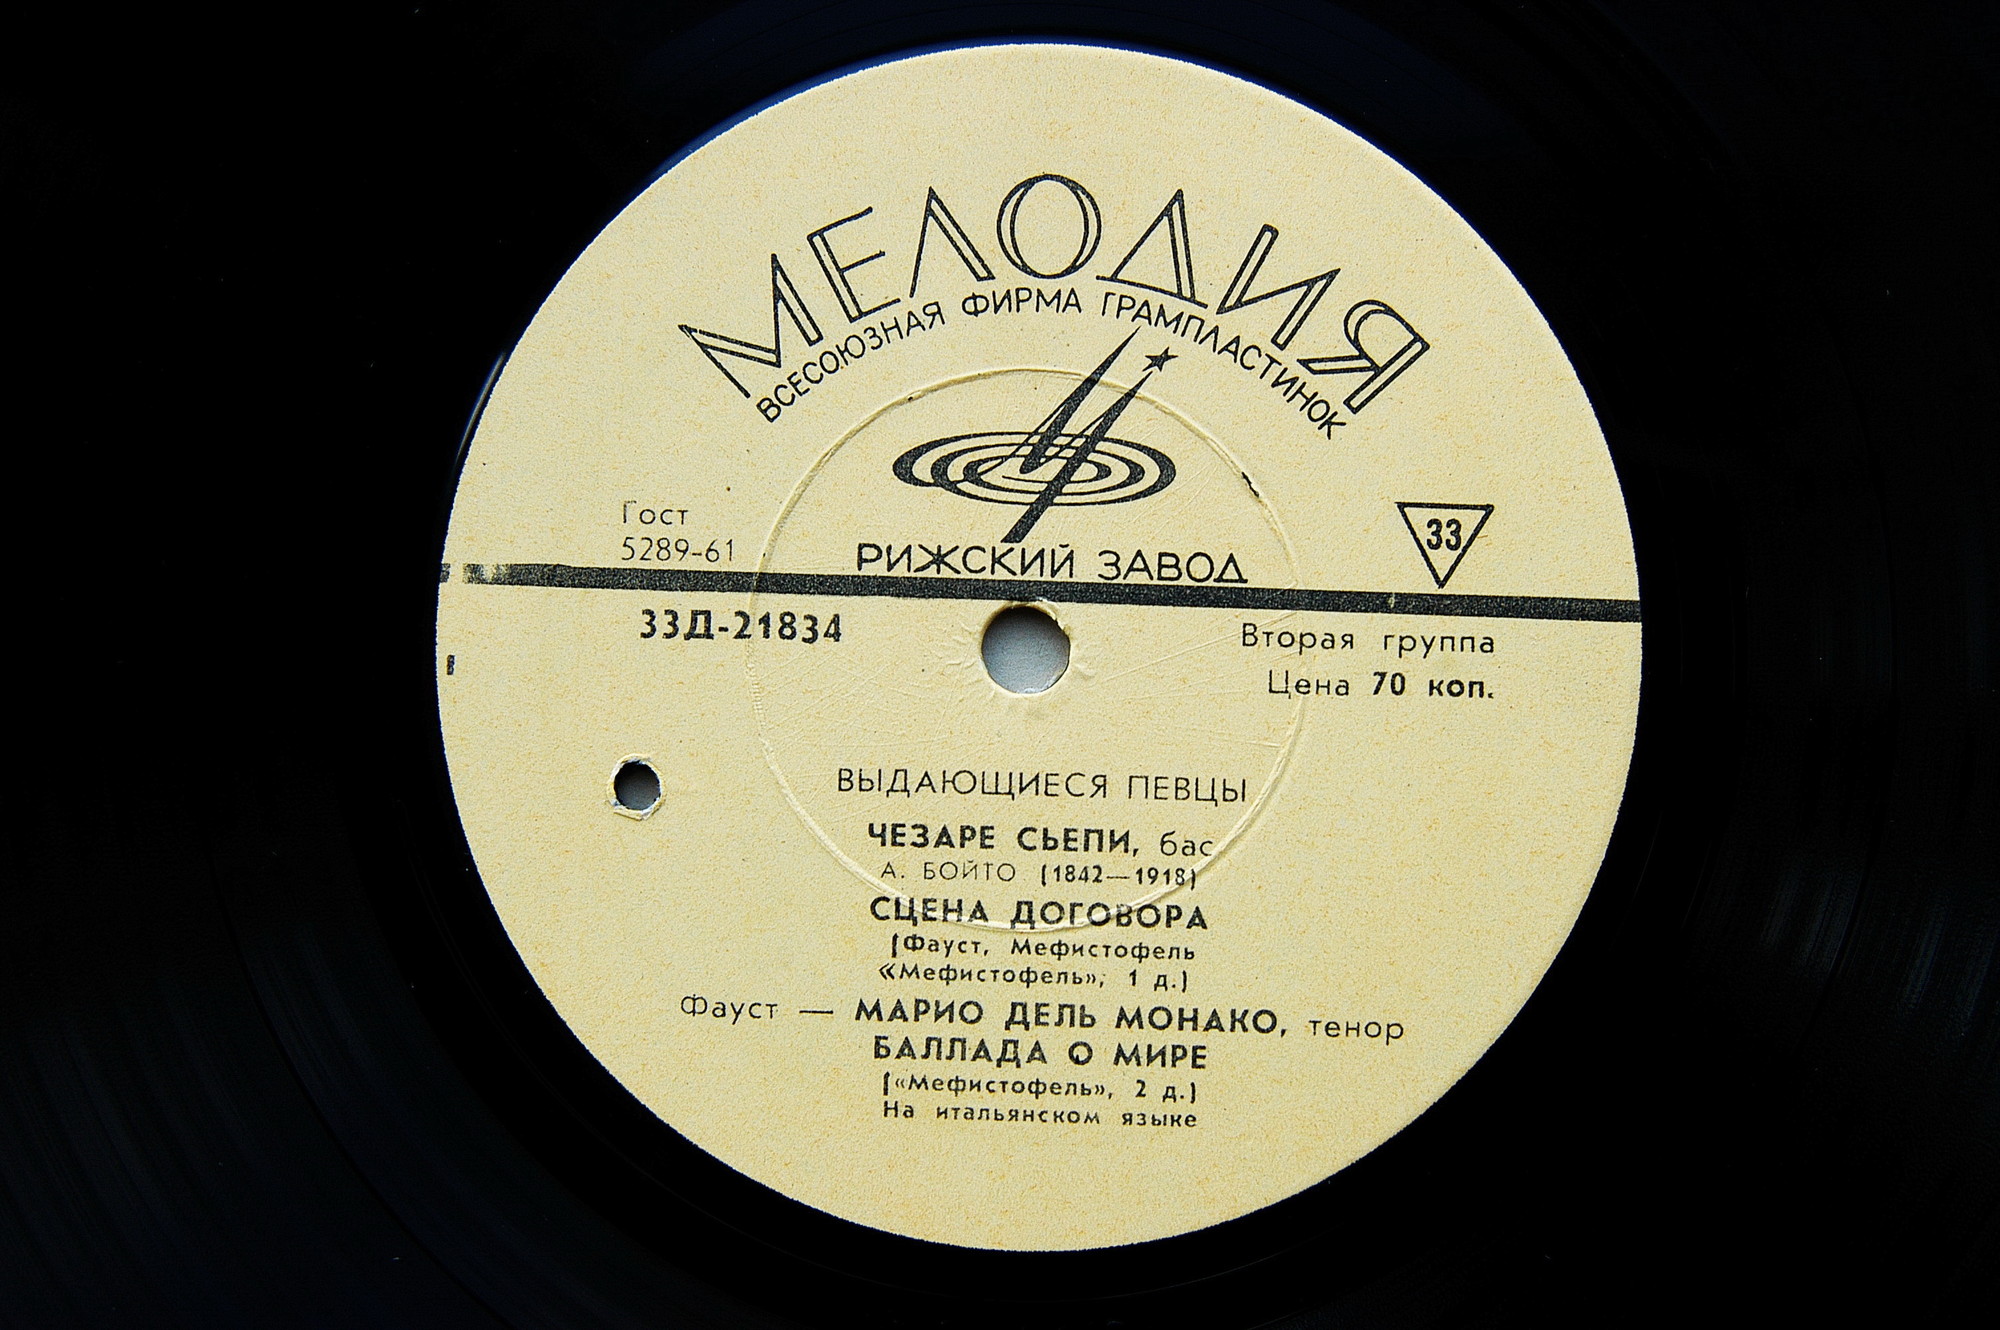 МЕЛОДИЯ
ВСЕСОЮЗНАЯ ФИРМА ГРАМПЛАСТИНОК
Гост
5289-61
33
РИЖСКИЙ ЗАВОД
33Д-21834
Вторая группа
Цена 70 коп.
ВЫДАЮЩИЕСЯ ПЕВЦЫ
ЧЕЗАРЕ СЬЕПИ, бас
А. БОЙТО (1842—1918)
СЦЕНА ДОГОВОРА
(Фауст, Мефистофель
«Мефистофель», 1 д.)
Фауст — МАРИО ДЕЛЬ МОНАКО, тенор
БАЛЛАДА О МИРЕ
(«Мефистофель», 2 д.)
На итальянском языке